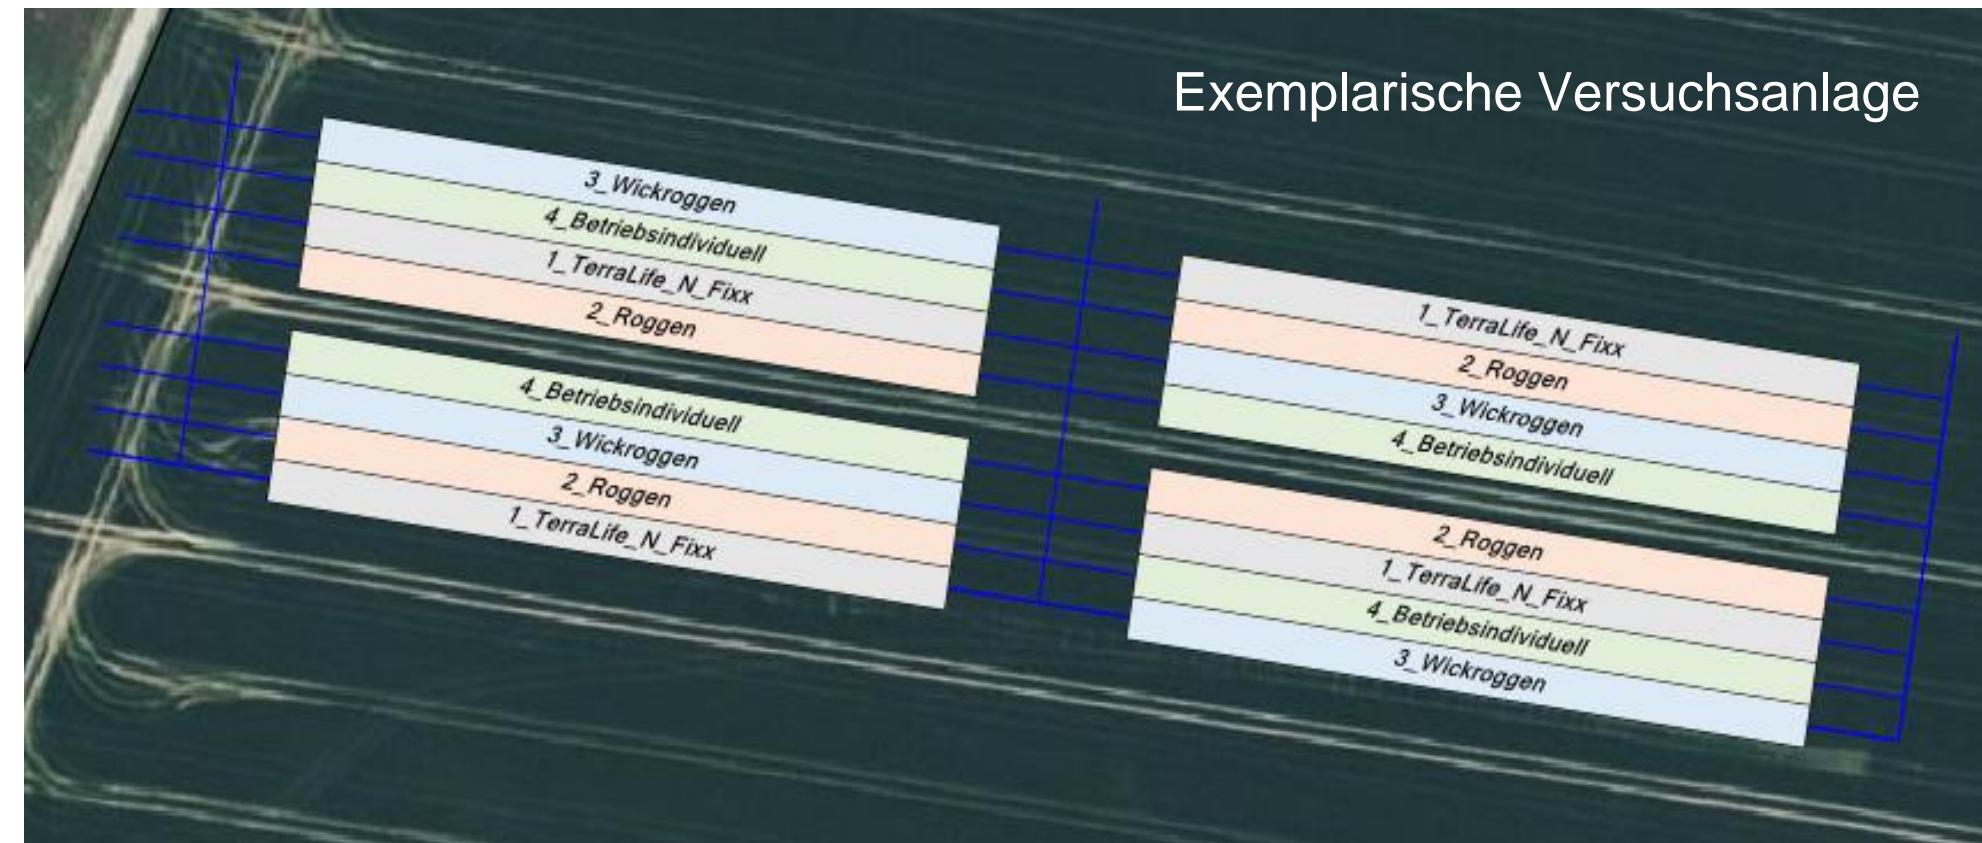 Exemplarische Versuchsanlage
3_Wickroggen
4_Betriebsindividuell
1_TerraLife_N_Fixx
2_Roggen
4_Betriebsindividuell
3_Wickroggen
2_Roggen
1_TerraLife_N_Fixx
1_TerraLife_N_Fixx
2_Roggen
3_Wickroggen
4_Betriebsindividuell
2_Roggen
1_TerraLife_N_Fixx
4_Betriebsindividuell
3_Wickroggen